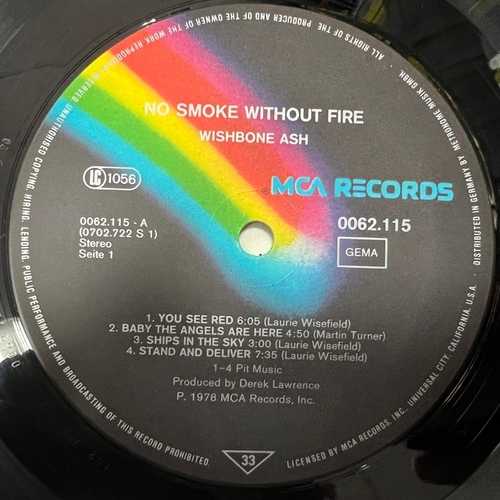 NO SMOKE WITHOUT FIRE
WISHBONE ASH
LC 1056
MCA RECORDS
0062.115 - A
(0702.722 S 1)
Stereo
Seite 1
0062.115
GEMA
1. YOU SEE RED 6:05 (Laurie Wisefield)
2. BABY THE ANGELS ARE HERE 4:50 (Martin Turner)
3. SHIPS IN THE SKY 3:00 (Laurie Wisefield)
4. STAND AND DELIVER 7:35 (Laurie Wisefield)
1-4 Pit Music
Produced by Derek Lawrence
P. 1978 MCA Records, Inc.
33
ALL RIGHTS OF THE PRODUCER AND OF THE OWNER OF THE WORK REPRODUCED RESERVED. UNAUTHORISED COPYING, HIRING, LENDING, PUBLIC PERFORMANCE AND BROADCASTING OF THIS RECORD PROHIBITED.
LICENSED BY MCA RECORDS, INC. UNIVERSAL CITY, CALIFORNIA, U.S.A. · DISTRIBUTED IN GERMANY BY METRONOME MUSIK GMBH.